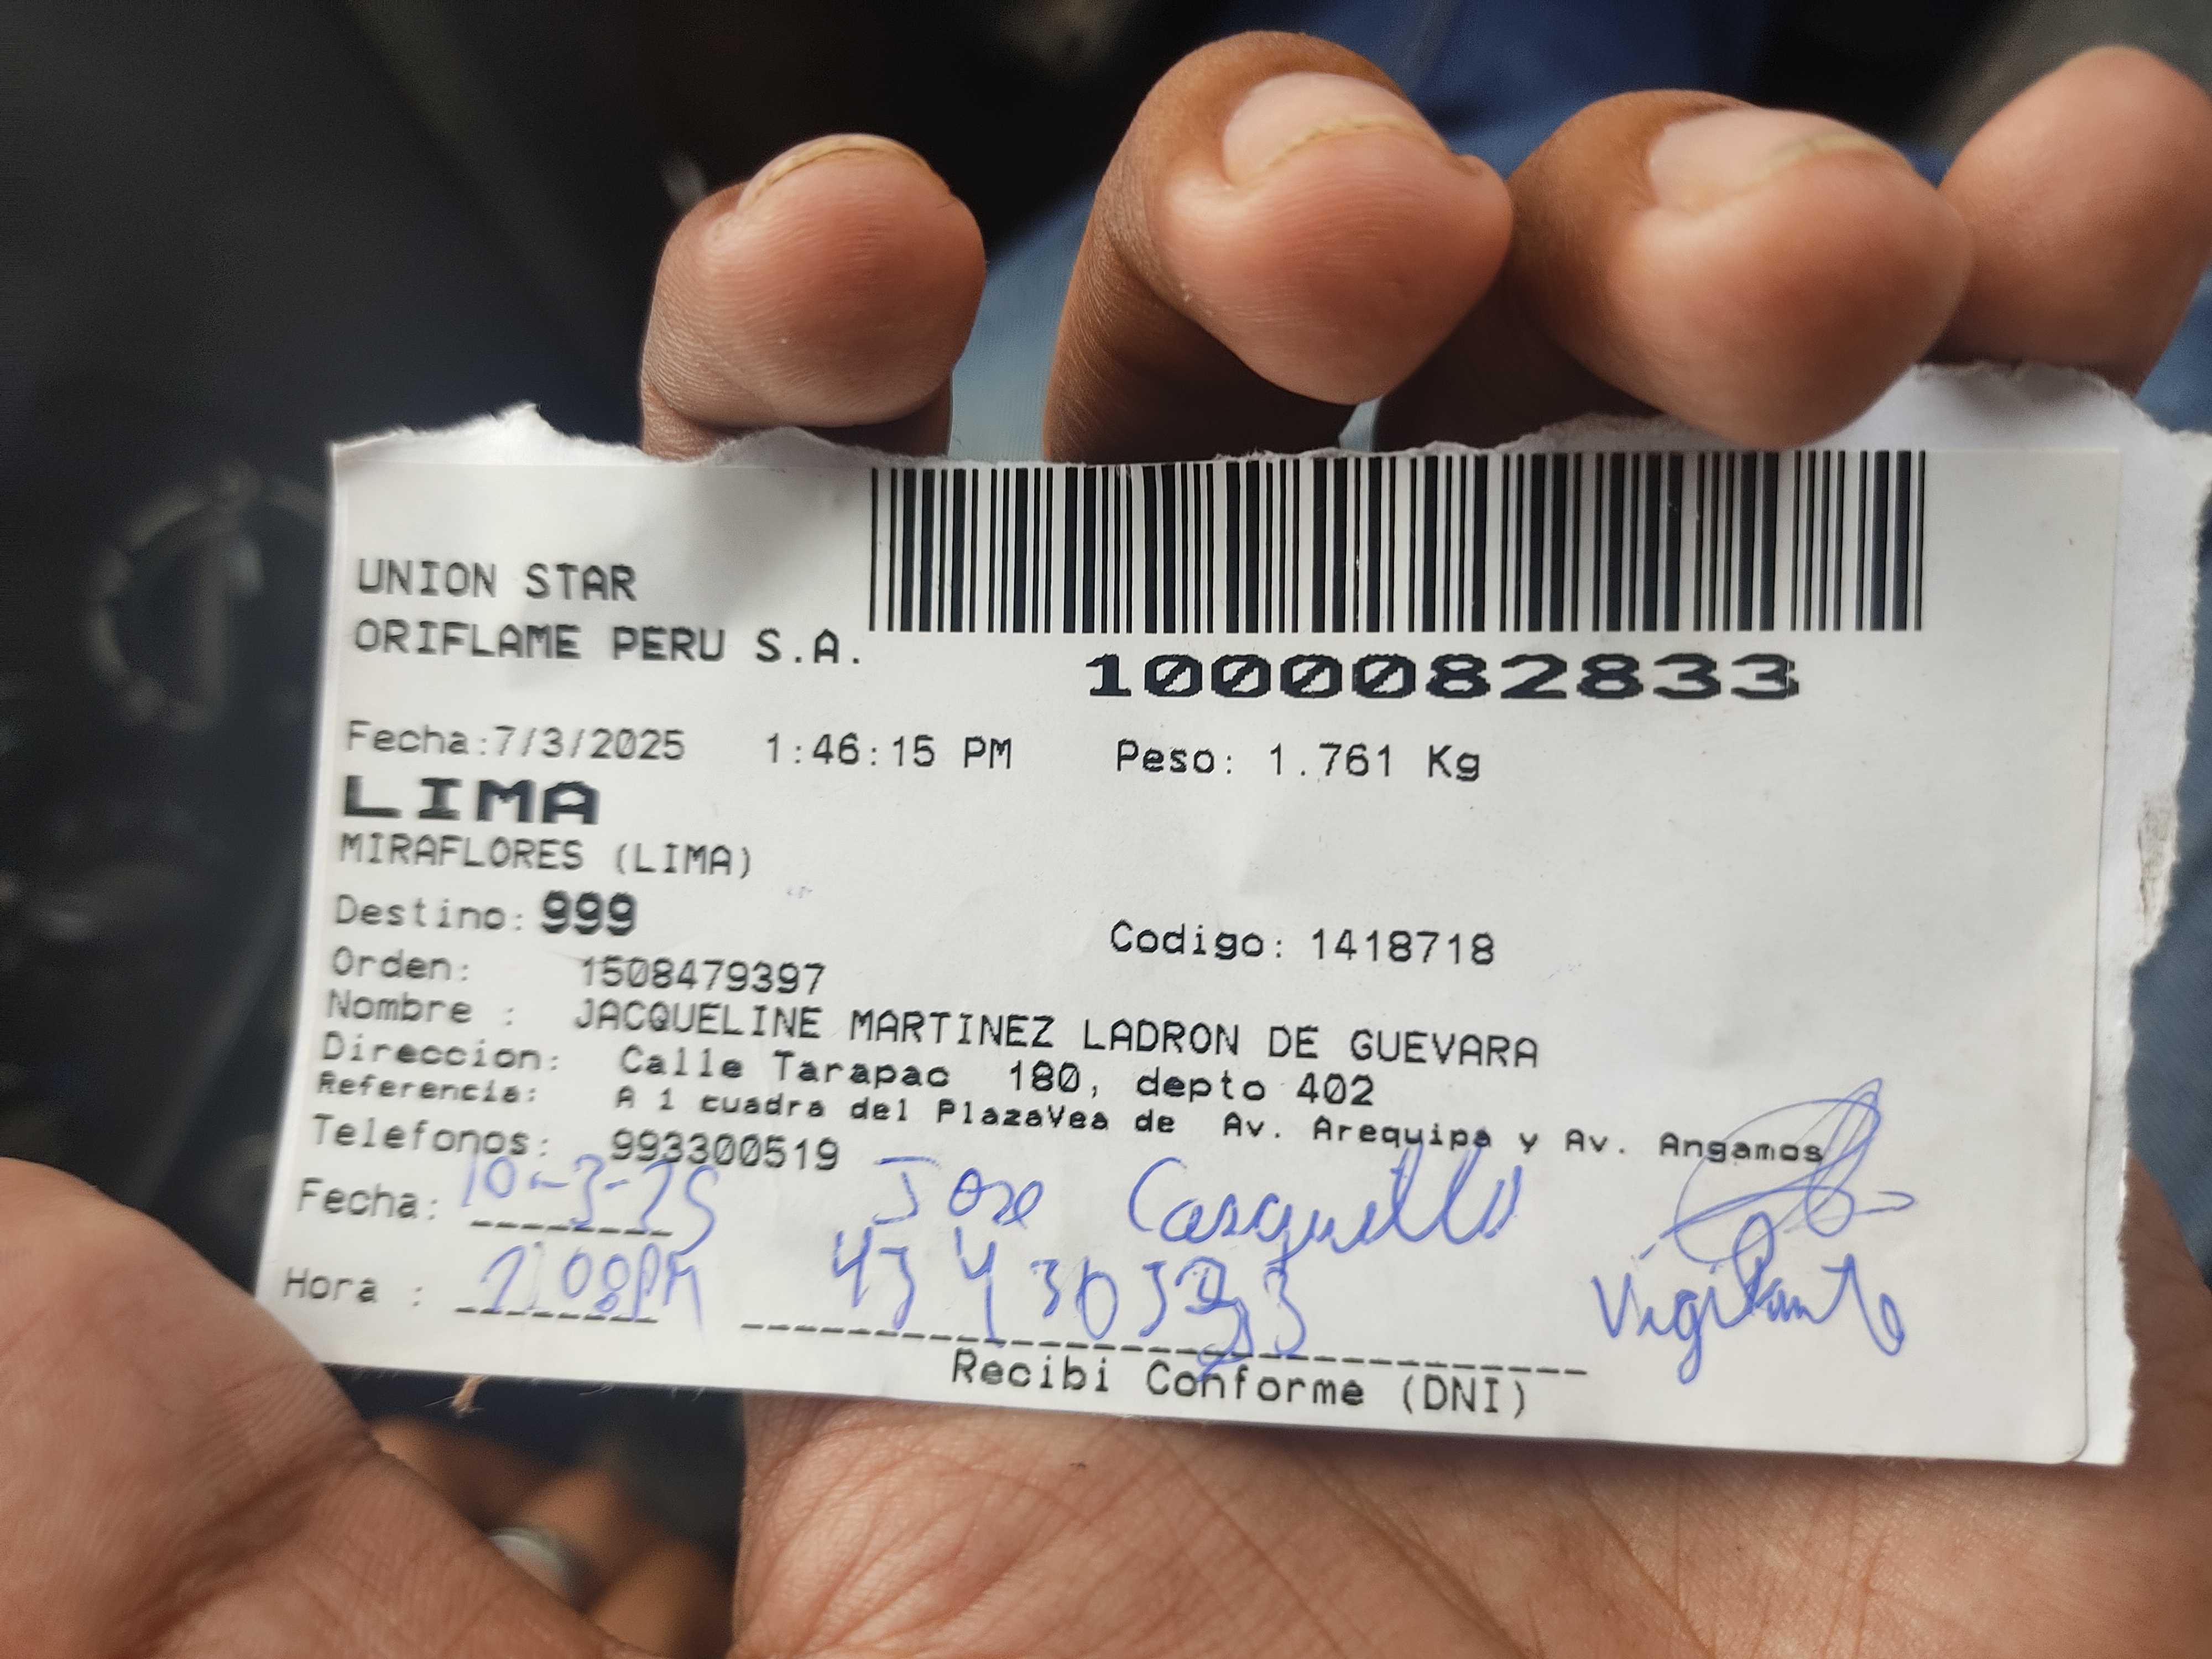 UNION STAR
ORIFLAME PERU S.A.
1000082833
Fecha:7/3/2025 1:46:15 PM Peso: 1.761 Kg
LIMA
MIRAFLORES (LIMA)
Destino: 999 Codigo: 1418718
Orden: 1508479397
Nombre : JACQUELINE MARTINEZ LADRON DE GUEVARA
Direccion: Calle Tarapac 180, depto 402
Referencia: A 1 cuadra del PlazaVea de Av. Arequipa y Av. Angamos
Telefonos: 993300519
Fecha: 10-3-25 Jose
Hora : Vigilante
Recibi Conforme (DNI)